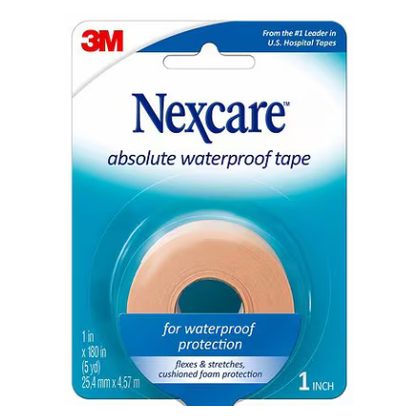 3M
From the #1 Leader in
U.S. Hospital Tapes
Nexcare™
absolute waterproof tape
for waterproof
protection
flexes & stretches,
cushioned foam protection
1 in
x 180 in
(5 yd)
25,4 mm x 4,57 m
1 INCH